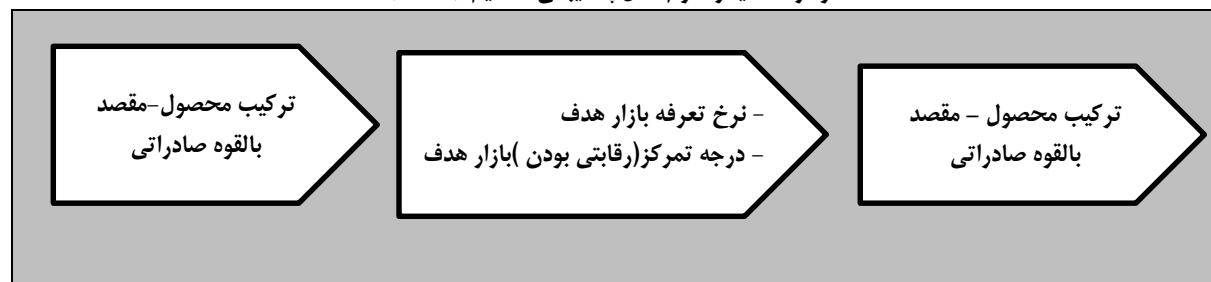 ترکیب محصول-مقصد
بالقوه صادراتی
- نرخ تعرفه بازار هدف
- درجه تمرکز(رقابتی بودن )بازار هدف
ترکیب محصول - مقصد
بالقوه صادراتی